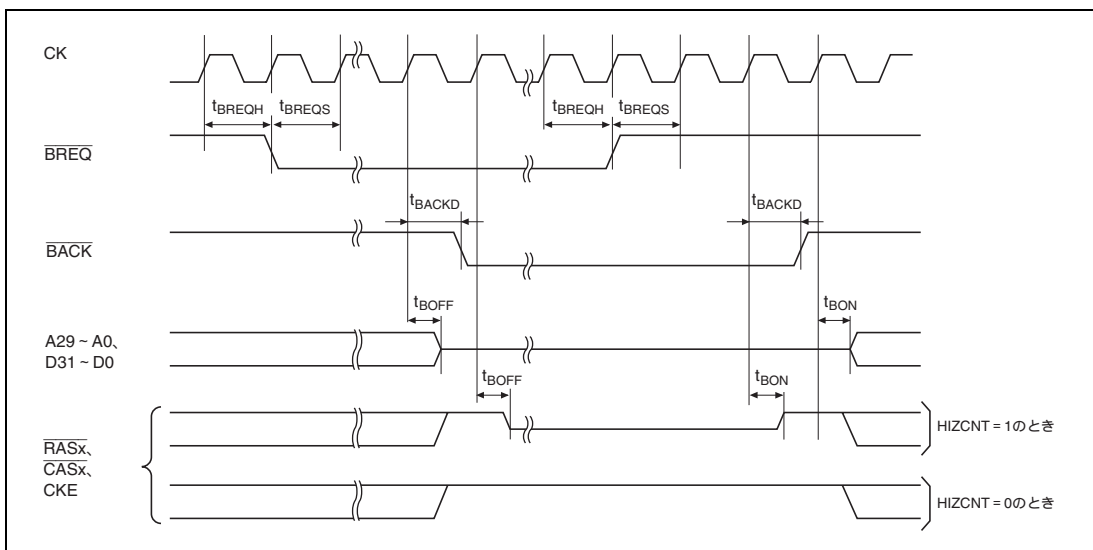 CK
tBREQH tBREQS tBREQH tBREQS
BREQ
tBACKD tBACKD
BACK
tBOFF tBON
A29 ~ A0、
D31 ~ D0
tBOFF tBON
RASx、
CASx、
CKE
HIZCNT = 1のとき
HIZCNT = 0のとき